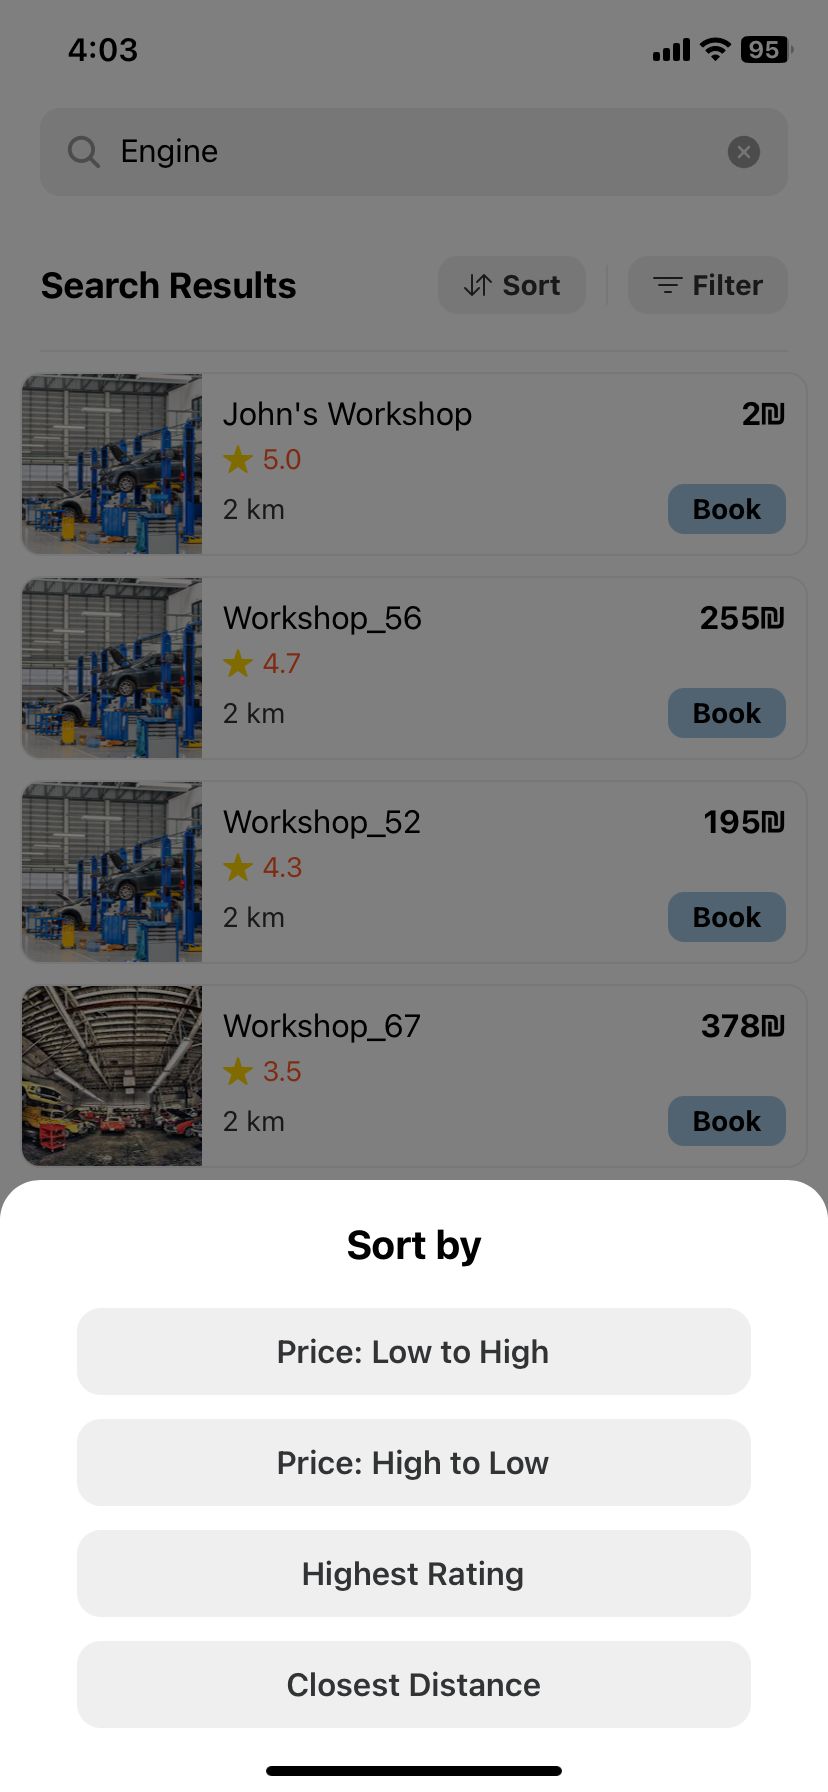 4:03
95
Engine
Search Results
Sort
Filter
John's Workshop
2₪
5.0
2 km
Book
Workshop_56
255₪
4.7
2 km
Book
Workshop_52
195₪
4.3
2 km
Book
Workshop_67
378₪
3.5
2 km
Book
Sort by
Price: Low to High
Price: High to Low
Highest Rating
Closest Distance